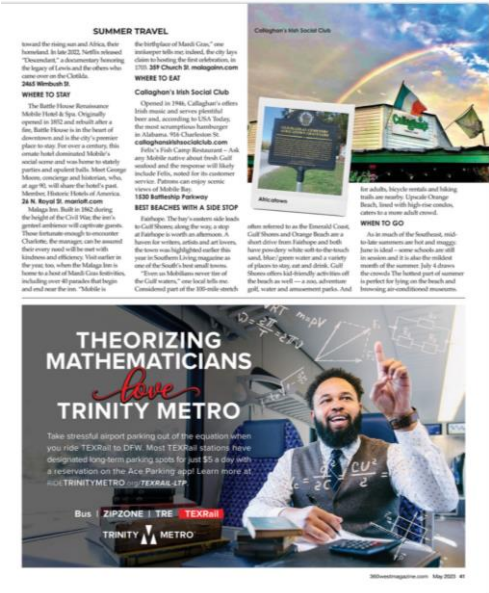 SUMMER TRAVEL
toward the rising sun and Africa, their
homeland. In late 2022, Netflix released
"Descendant," a documentary honoring
the legacy of Lewis and the others who
came over on the Clotilda.
2465 Wimbush St.
WHERE TO STAY
The Battle House Renaissance
Mobile Hotel & Spa. Originally
opened in 1852 and rebuilt after a
fire, Battle House is in the heart of
downtown and is the city's premier
place to stay. For over a century, this
ornate hotel dominated Mobile's
social scene and was home to stately
parties and opulent balls. Meet George
Moore, concierge and historian, who,
at age 90, will share the hotel's past.
Member, Historic Hotels of America.
26 N. Royal St. marriott.com
Malaga Inn. Built in 1862 during
the height of the Civil War, the inn's
genteel ambience will captivate guests.
Those fortunate enough to encounter
Charlotte, the manager, can be assured
their every need will be met with
kindness and efficiency. Visit earlier in
the year, too, when the Malaga Inn is
home to a host of Mardi Gras festivities,
including over 40 parades that begin
and end near the inn. "Mobile is
the birthplace of Mardi Gras," one
innkeeper tells me; indeed, the city lays
claim to hosting the first celebration, in
1703. 359 Church St. malagainn.com
WHERE TO EAT
Callaghan's Irish Social Club
Opened in 1946, Callaghan's offers
Irish music and serves plentiful
beer and, according to USA Today,
the most scrumptious hamburger
in Alabama. 916 Charleston St.
callaghansirishsocialclub.com
Felix's Fish Camp Restaurant – Ask
any Mobile native about fresh Gulf
seafood and the response will likely
include Felix, noted for its customer
service. Patrons can enjoy scenic
views of Mobile Bay.
1530 Battleship Parkway
BEST BEACHES WITH A SIDE STOP
Fairhope. The bay's eastern side leads
to Gulf Shores; along the way, a stop
at Fairhope is worth an afternoon. A
haven for writers, artists and art lovers,
the town was highlighted earlier this
year in Southern Living magazine as
one of the South's best small towns.
"Even us Mobilians never tire of
the Gulf waters," one local tells me.
Considered part of the 100-mile stretch
Callaghan's Irish Social Club
Callaghan's
Africatown
often referred to as the Emerald Coast,
Gulf Shores and Orange Beach are a
short drive from Fairhope and both
have powdery white soft-to-the-touch
sand, blue/green water and a variety
of places to stay, eat and drink. Gulf
Shores offers kid-friendly activities off
the beach as well — a zoo, adventure
golf, water and amusement parks. And
for adults, bicycle rentals and hiking
trails are nearby. Upscale Orange
Beach, lined with high-rise condos,
caters to a more adult crowd.
WHEN TO GO
As in much of the Southeast, mid-
to-late summers are hot and muggy.
June is ideal – some schools are still
in session and it is also the mildest
month of the summer. July 4 draws
the crowds The hottest part of summer
is perfect for lying on the beach and
browsing air-conditioned museums.
THEORIZING
MATHEMATICIANS
love
TRINITY METRO
Take stressful airport parking out of the equation when
you ride TEXRail to DFW. Most TEXRail stations have
designated long-term parking spots for just $5 a day with
a reservation on the Ace Parking app! Learn more at
RIDETRINITYMETRO.org/TEXRAIL-LTP.
Bus | ZIPZONE | TRE | TEXRail
TRINITY METRO
360westmagazine.com May 2023 41